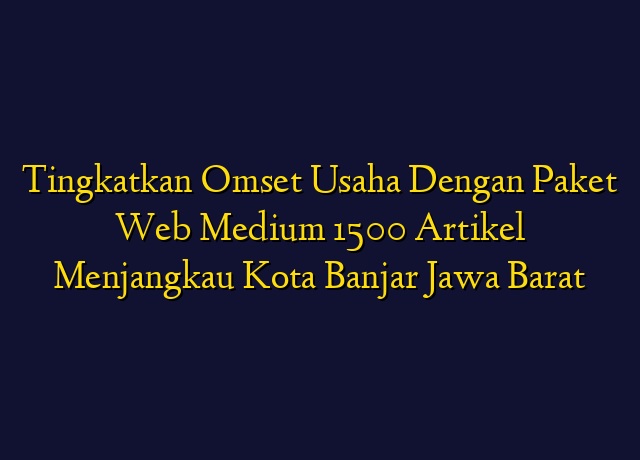 Tingkatkan Omset Usaha Dengan Paket
Web Medium 1500 Artikel
Menjangkau Kota Banjar Jawa Barat